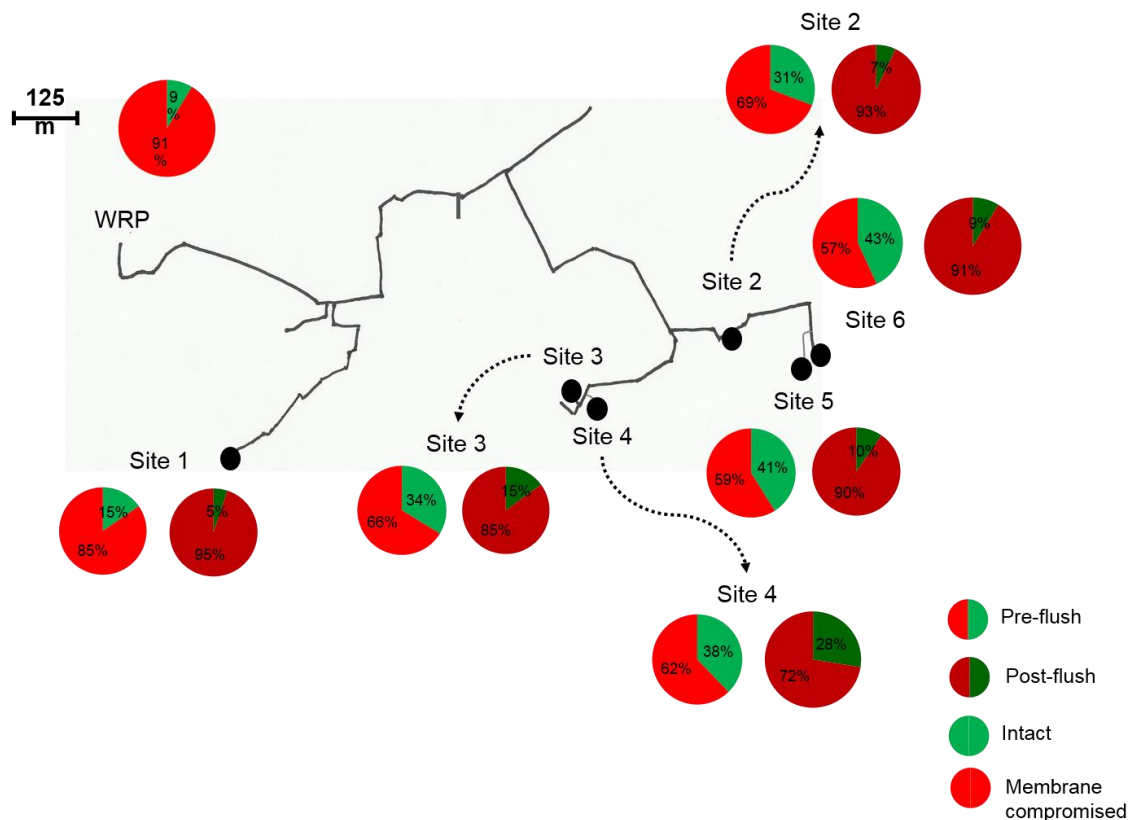 Site 2
31%
69%
7%
93%
125
m
9
%
91
%
WRP
43%
57%
9%
91%
Site 2
Site 6
Site 3
Site 5
Site 4
Site 3
Site 1
41%
59%
10%
90%
34%
66%
15%
85%
15%
85%
5%
95%
Site 4
38%
62%
28%
72%
Pre-flush
Post-flush
Intact
Membrane
compromised